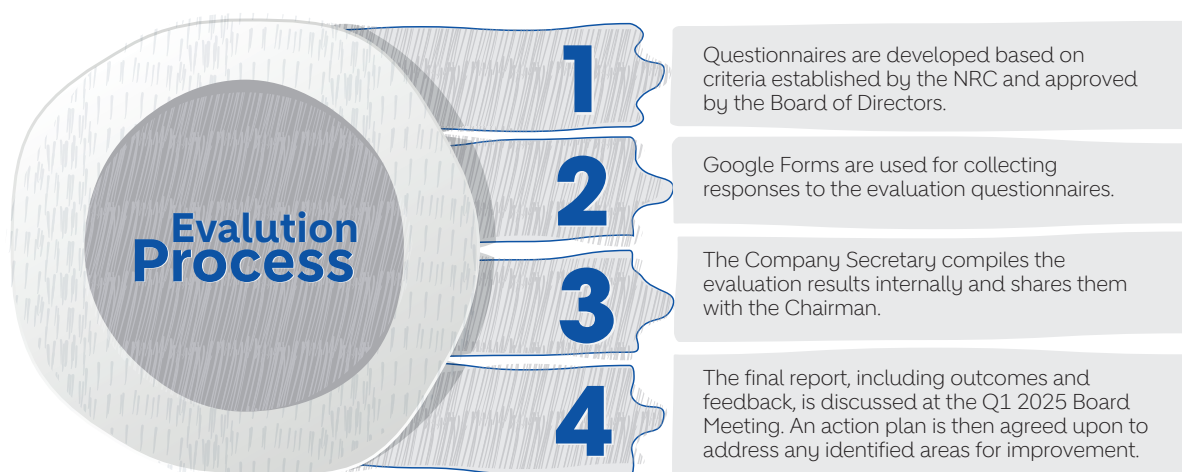 Evalution
Process
1
Questionnaires are developed based on
criteria established by the NRC and approved
by the Board of Directors.
2
Google Forms are used for collecting
responses to the evaluation questionnaires.
3
The Company Secretary compiles the
evaluation results internally and shares them
with the Chairman.
4
The final report, including outcomes and
feedback, is discussed at the Q1 2025 Board
Meeting. An action plan is then agreed upon to
address any identified areas for improvement.